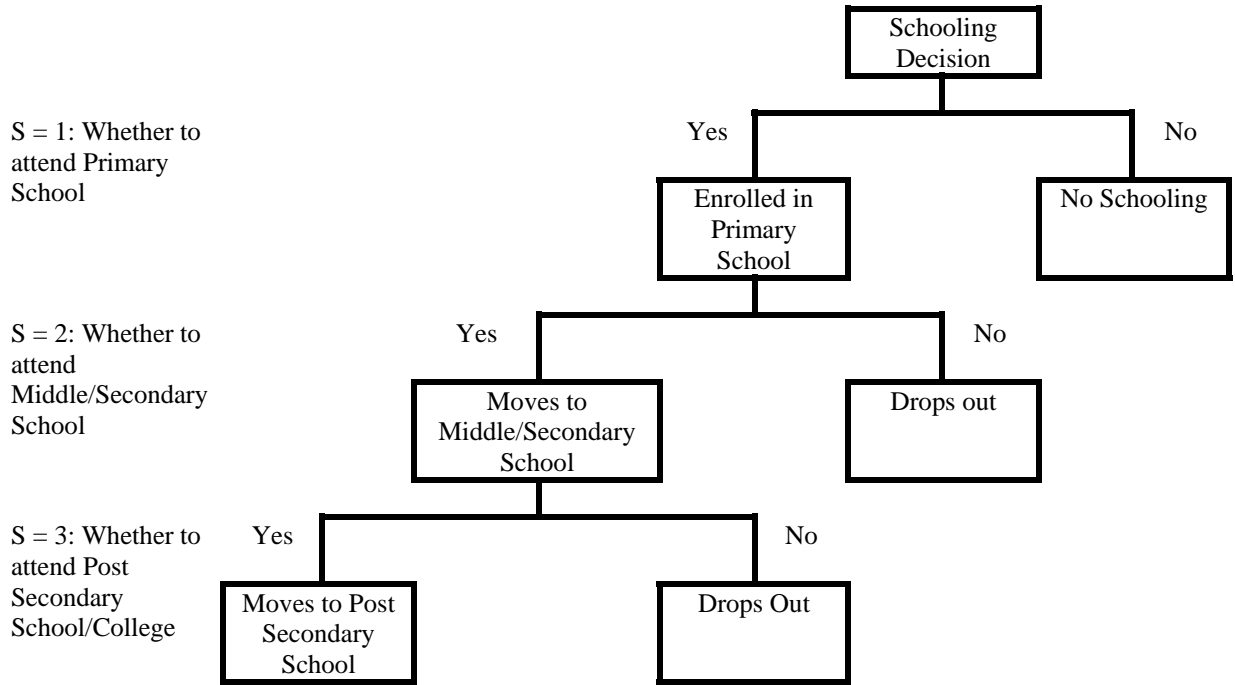 Schooling
Decision
S = 1: Whether to
attend Primary
School
Yes
No
Enrolled in
Primary
School
No Schooling
S = 2: Whether to
attend
Middle/Secondary
School
Yes
No
Moves to
Middle/Secondary
School
Drops out
S = 3: Whether to
attend Post
Secondary
School/College
Yes
No
Moves to Post
Secondary
School
Drops Out